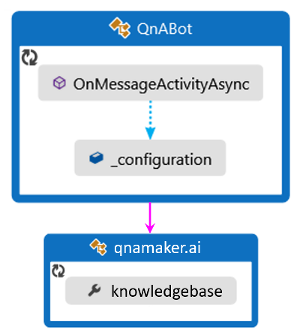 QnABot
OnMessageActivityAsync
_configuration
qnamaker.ai
knowledgebase